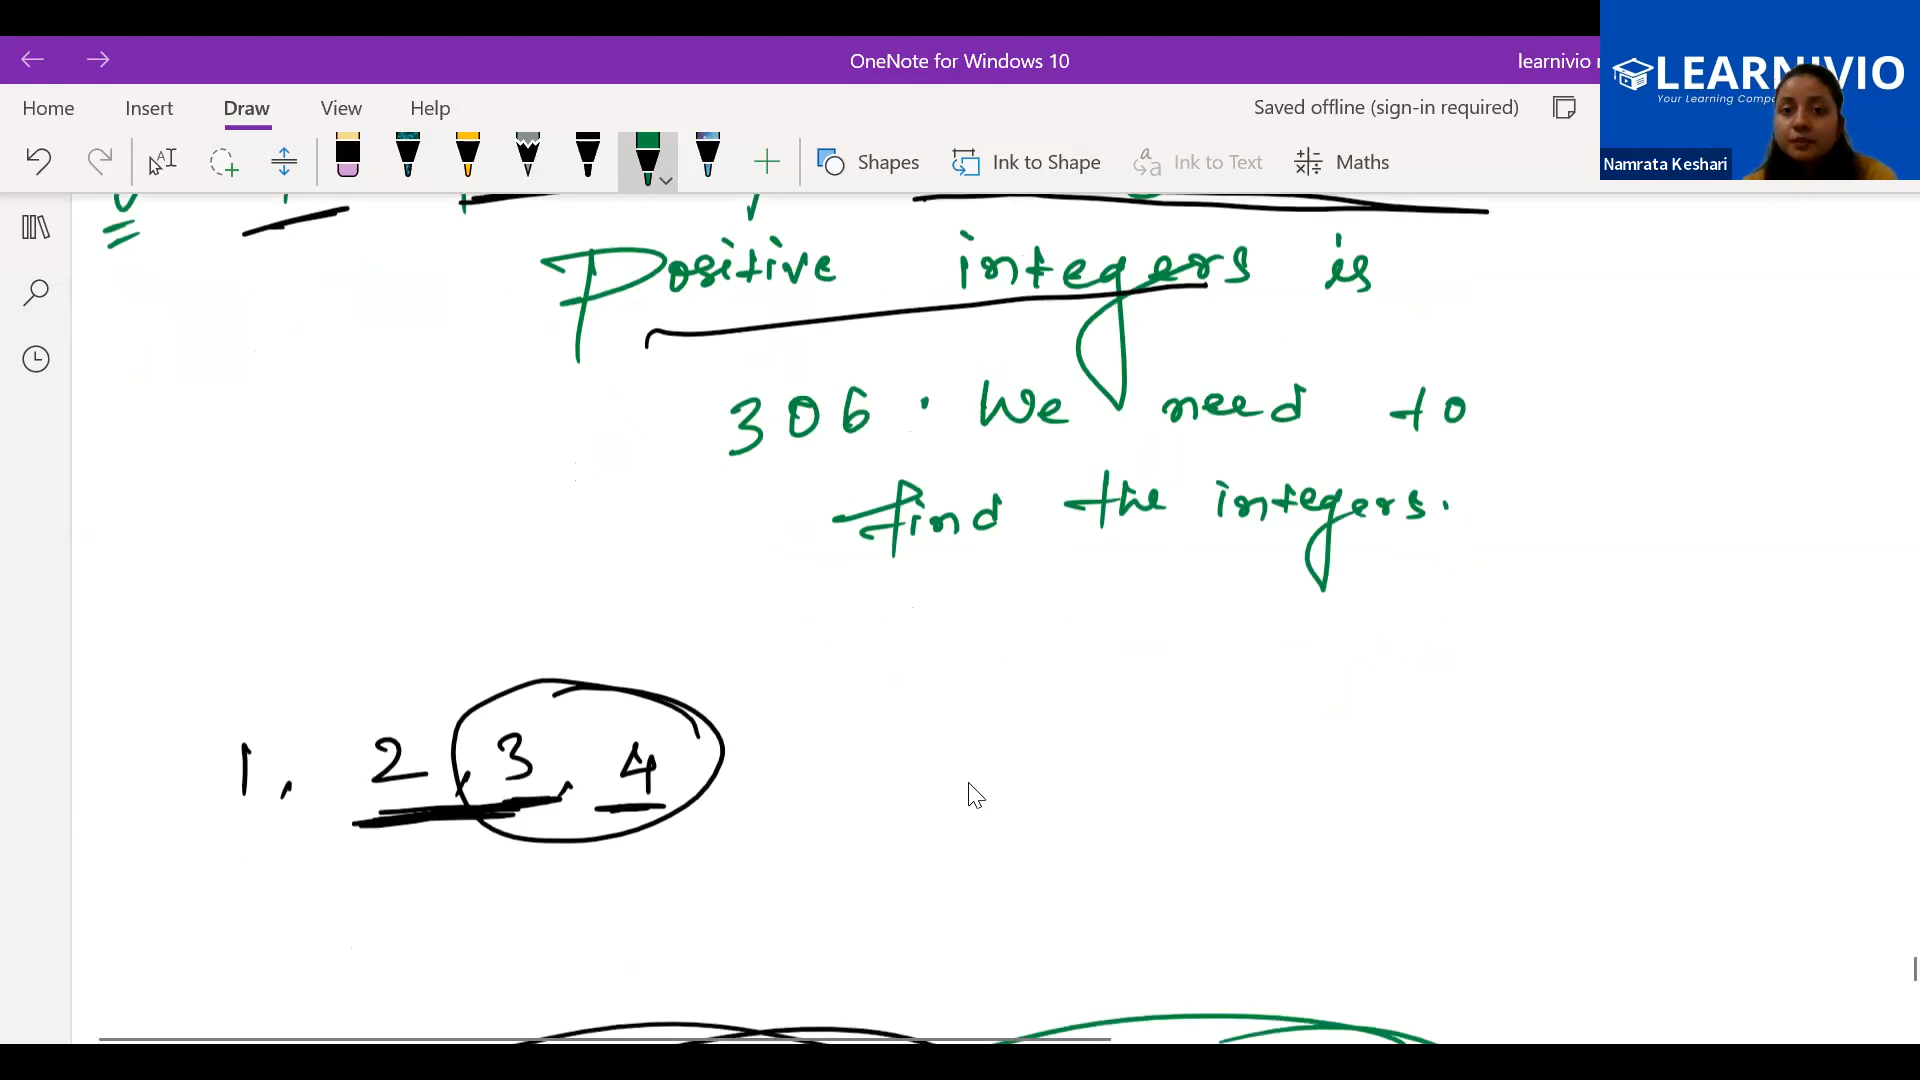 OneNote for Windows 10
learnivio
LEARNIVIO
Your Learning
Home Insert Draw View Help
Saved offline (sign-in required)
Shapes Ink to Shape Ink to Text Maths
Namrata Keshari
Positive integers is
306. We need to
find the integers.
1, 2, 3, 4